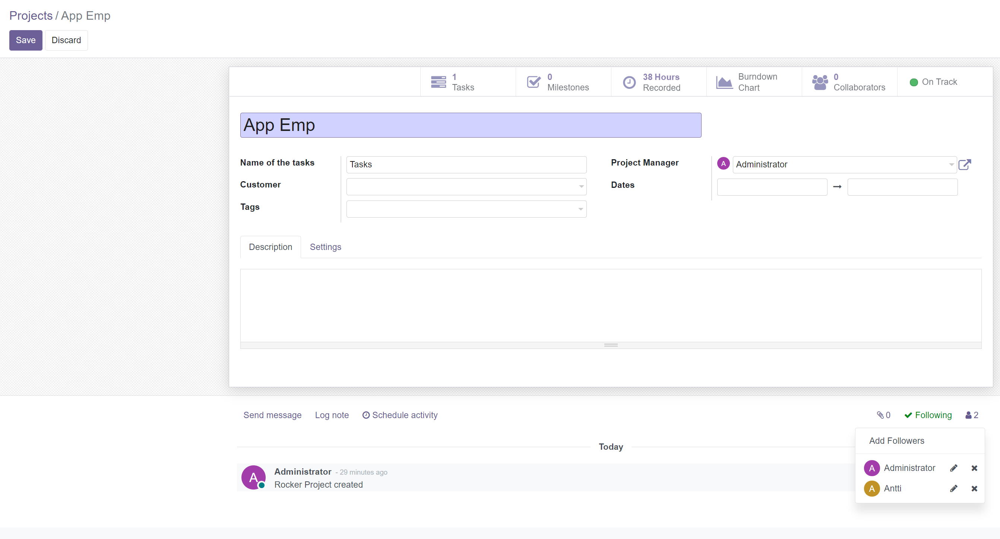 Projects / App Emp
Save Discard
1 Tasks
0 Milestones
38 Hours Recorded
Burndown Chart
0 Collaborators
On Track
App Emp
Name of the tasks Tasks
Project Manager A Administrator
Customer
Dates
Tags
Description Settings
Send message Log note Schedule activity 0 Following 2
Add Followers
Today
A Administrator - 29 minutes ago
Rocker Project created
A Administrator
A Antti